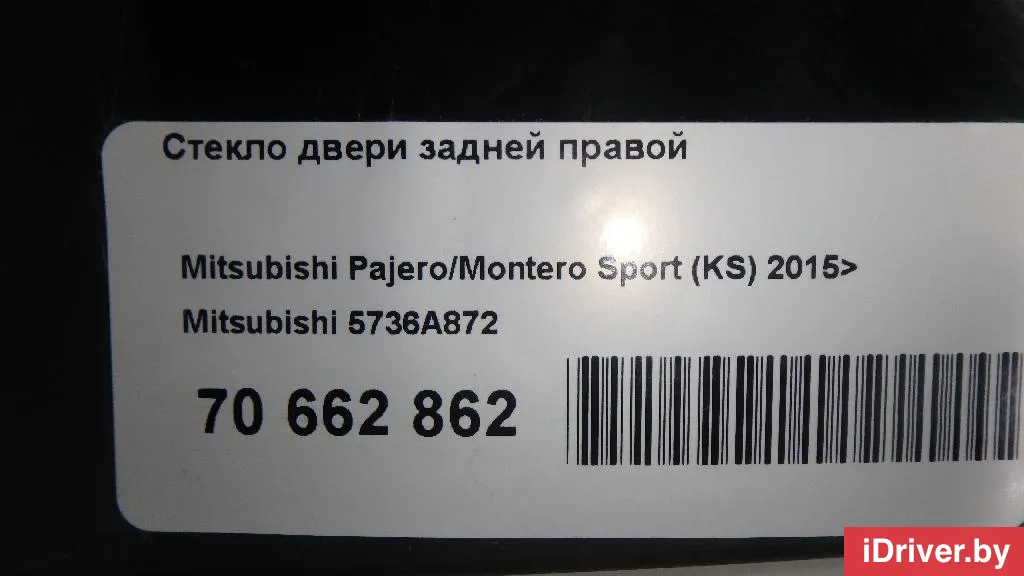 Стекло двери задней правой
Mitsubishi Pajero/Montero Sport (KS) 2015>
Mitsubishi 5736A872
70 662 862
iDriver.by